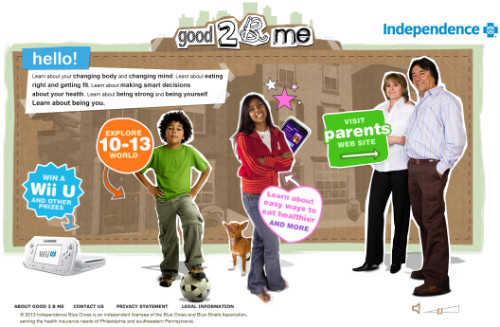 good 2 B me
Independence
hello!
Learn about your changing body and changing mind. Learn about eating
right and getting fit. Learn about making smart decisions
about your health. Learn about being strong and being yourself.
Learn about being you.
EXPLORE
10-13
WORLD
VISIT
parents
WEB SITE
WIN A
Wii U
AND OTHER
PRIZES
Wii U
Learn about
easy ways to
eat healthier
AND MORE
ABOUT GOOD 2 B ME CONTACT US PRIVACY STATEMENT LEGAL INFORMATION
© 2013 Independence Blue Cross is an independent licensee of the Blue Cross and Blue Shield Association,
serving the health insurance needs of Philadelphia and southeastern Pennsylvania.